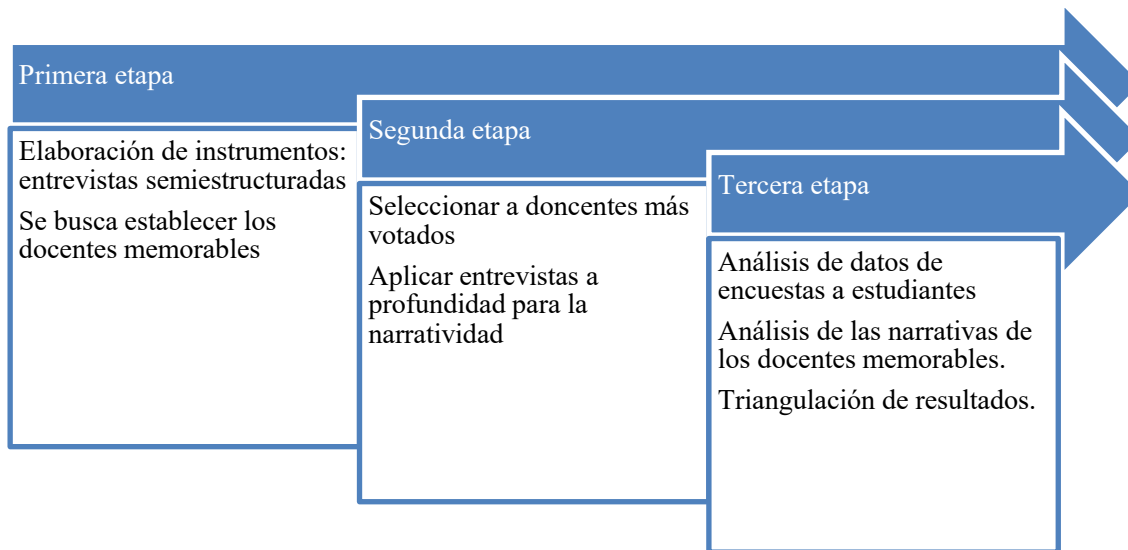 Primera etapa
Elaboración de instrumentos:
entrevistas semiestructuradas
Se busca establecer los
docentes memorables
Segunda etapa
Seleccionar a doncentes más
votados
Aplicar entrevistas a
profundidad para la
narratividad
Tercera etapa
Análisis de datos de
encuestas a estudiantes
Análisis de las narrativas de
los docentes memorables.
Triangulación de resultados.